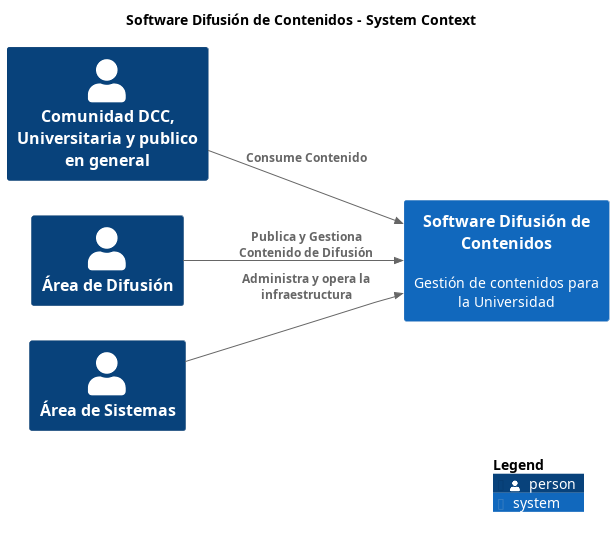 Software Difusión de Contenidos - System Context
Comunidad DCC,
Universitaria y publico
en general
Consume Contenido
Software Difusión de
Contenidos
Gestión de contenidos para
la Universidad
Publica y Gestiona
Contenido de Difusión
Área de Difusión
Administra y opera la
infraestructura
Área de Sistemas
Legend
person
system